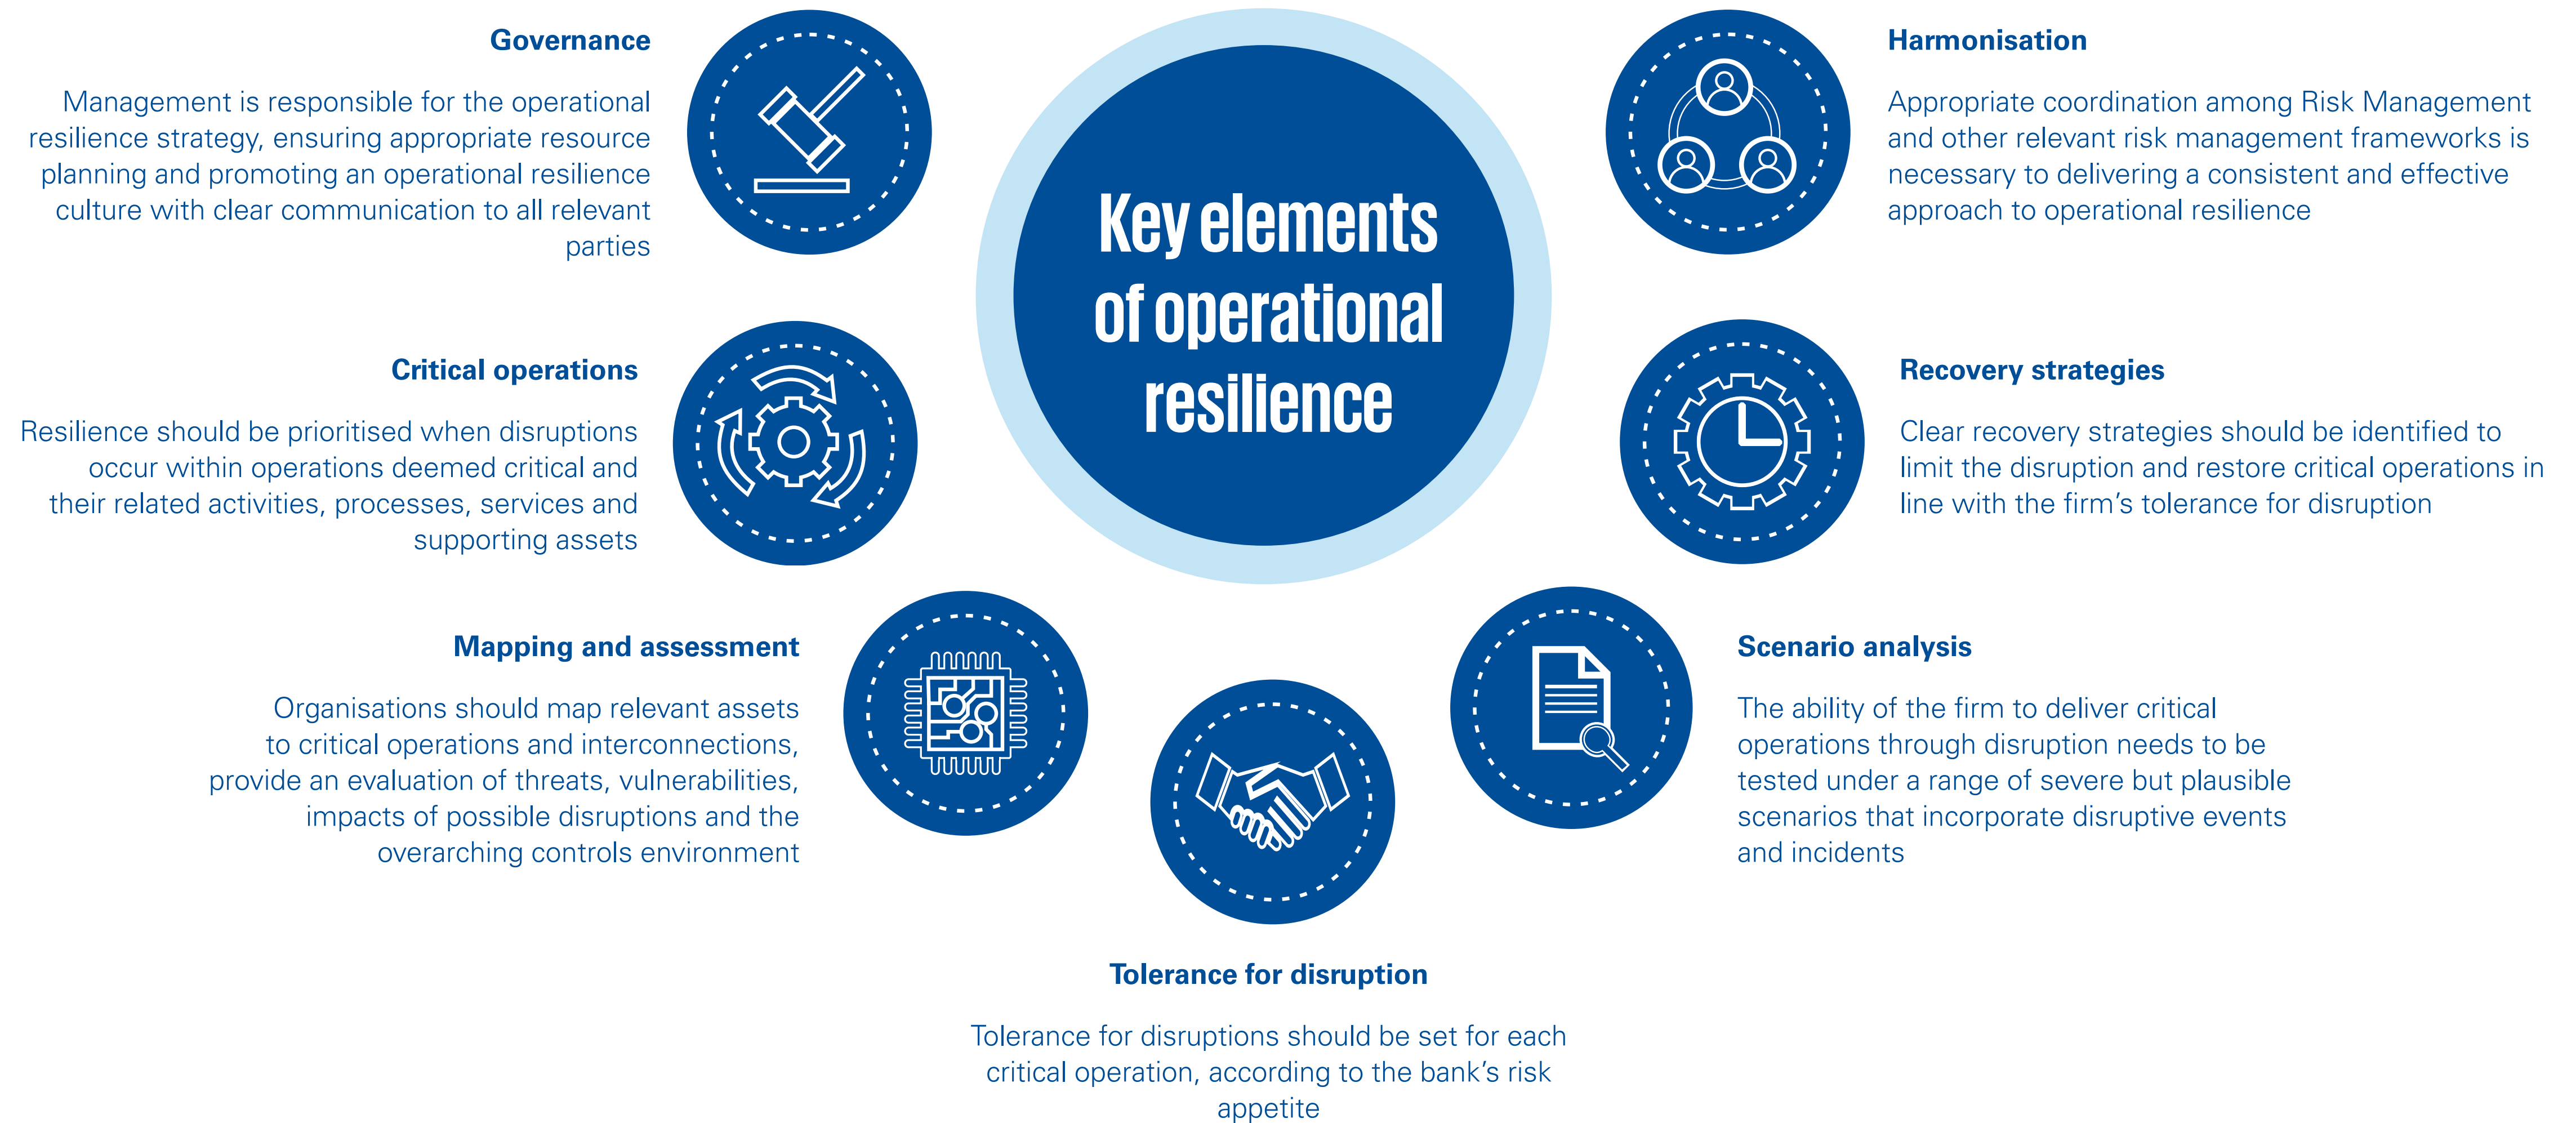 Key elements
of operational
resilience
Governance
Management is responsible for the operational
resilience strategy, ensuring appropriate resource
planning and promoting an operational resilience
culture with clear communication to all relevant
parties
Critical operations
Resilience should be prioritised when disruptions
occur within operations deemed critical and
their related activities, processes, services and
supporting assets
Mapping and assessment
Organisations should map relevant assets
to critical operations and interconnections,
provide an evaluation of threats, vulnerabilities,
impacts of possible disruptions and the
overarching controls environment
Tolerance for disruption
Tolerance for disruptions should be set for each
critical operation, according to the bank’s risk
appetite
Scenario analysis
The ability of the firm to deliver critical
operations through disruption needs to be
tested under a range of severe but plausible
scenarios that incorporate disruptive events
and incidents
Recovery strategies
Clear recovery strategies should be identified to
limit the disruption and restore critical operations in
line with the firm’s tolerance for disruption
Harmonisation
Appropriate coordination among Risk Management
and other relevant risk management frameworks is
necessary to delivering a consistent and effective
approach to operational resilience